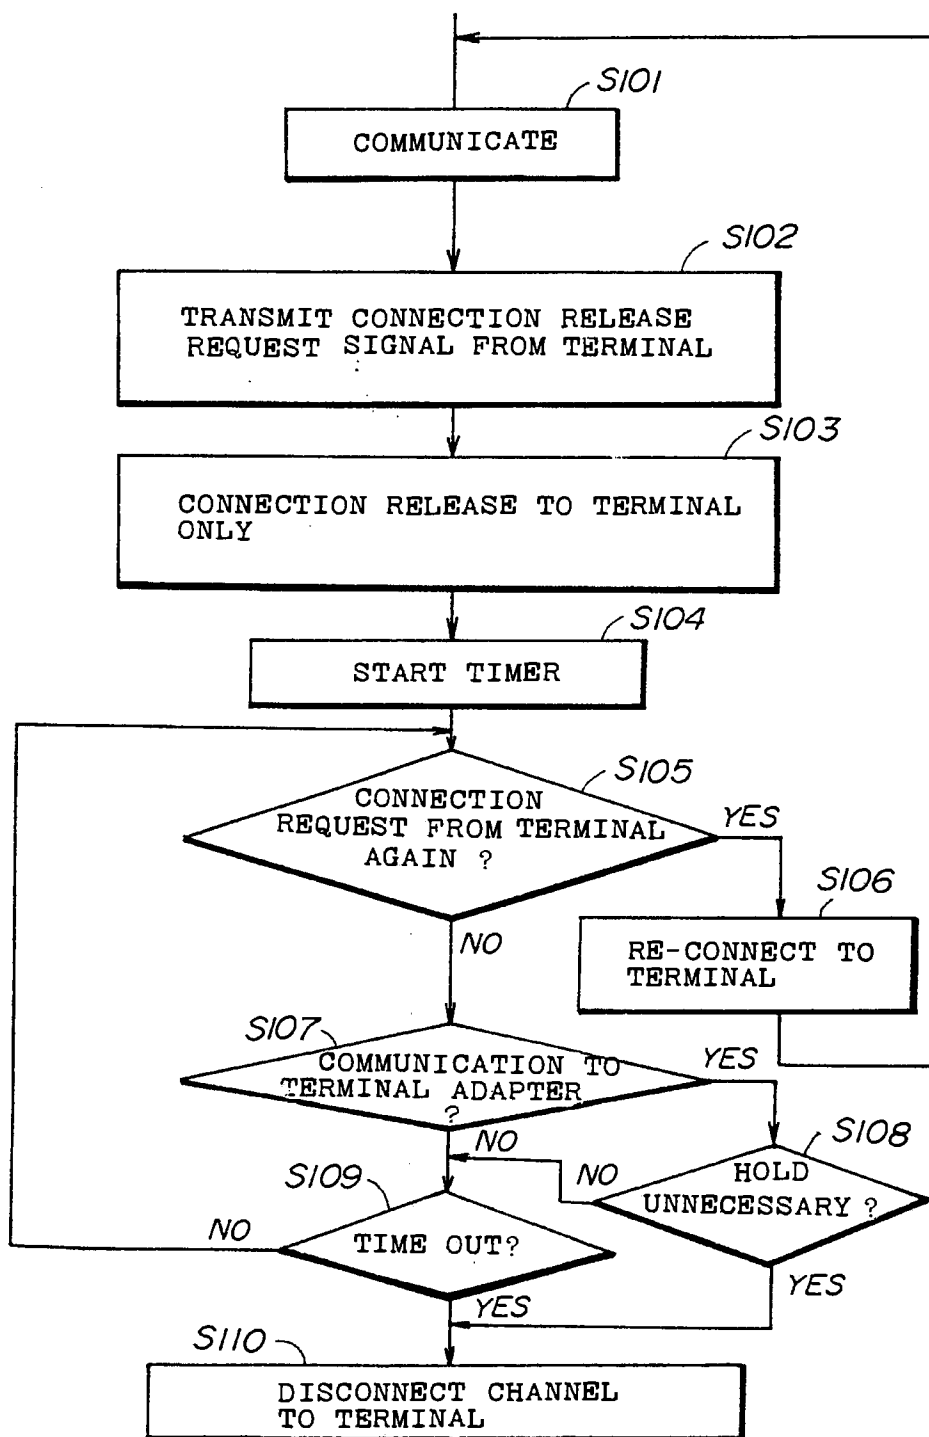 S101
COMMUNICATE
S102
TRANSMIT CONNECTION RELEASE
REQUEST SIGNAL FROM TERMINAL
S103
CONNECTION RELEASE TO TERMINAL
ONLY
S104
START TIMER
S105
CONNECTION
REQUEST FROM TERMINAL
AGAIN ?
YES
NO
S106
RE-CONNECT TO
TERMINAL
S107
COMMUNICATION TO
TERMINAL ADAPTER
?
YES
NO
S108
HOLD
UNNECESSARY ?
NO
YES
S109
TIME OUT?
NO
YES
S110
DISCONNECT CHANNEL
TO TERMINAL